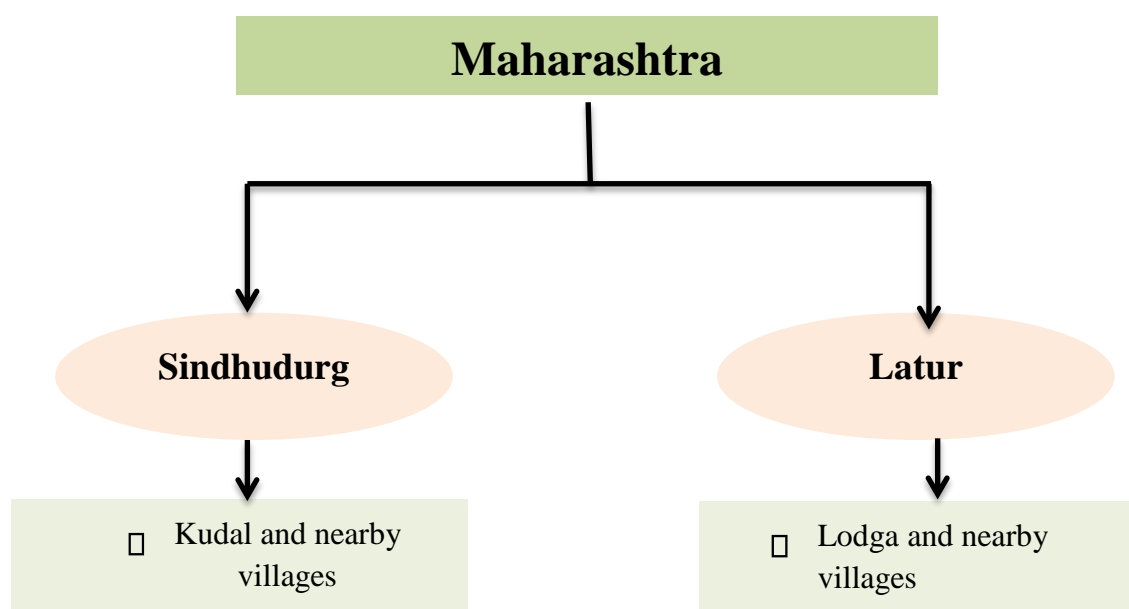 Maharashtra
Sindhudurg
Latur
Kudal and nearby
villages
Lodga and nearby
villages